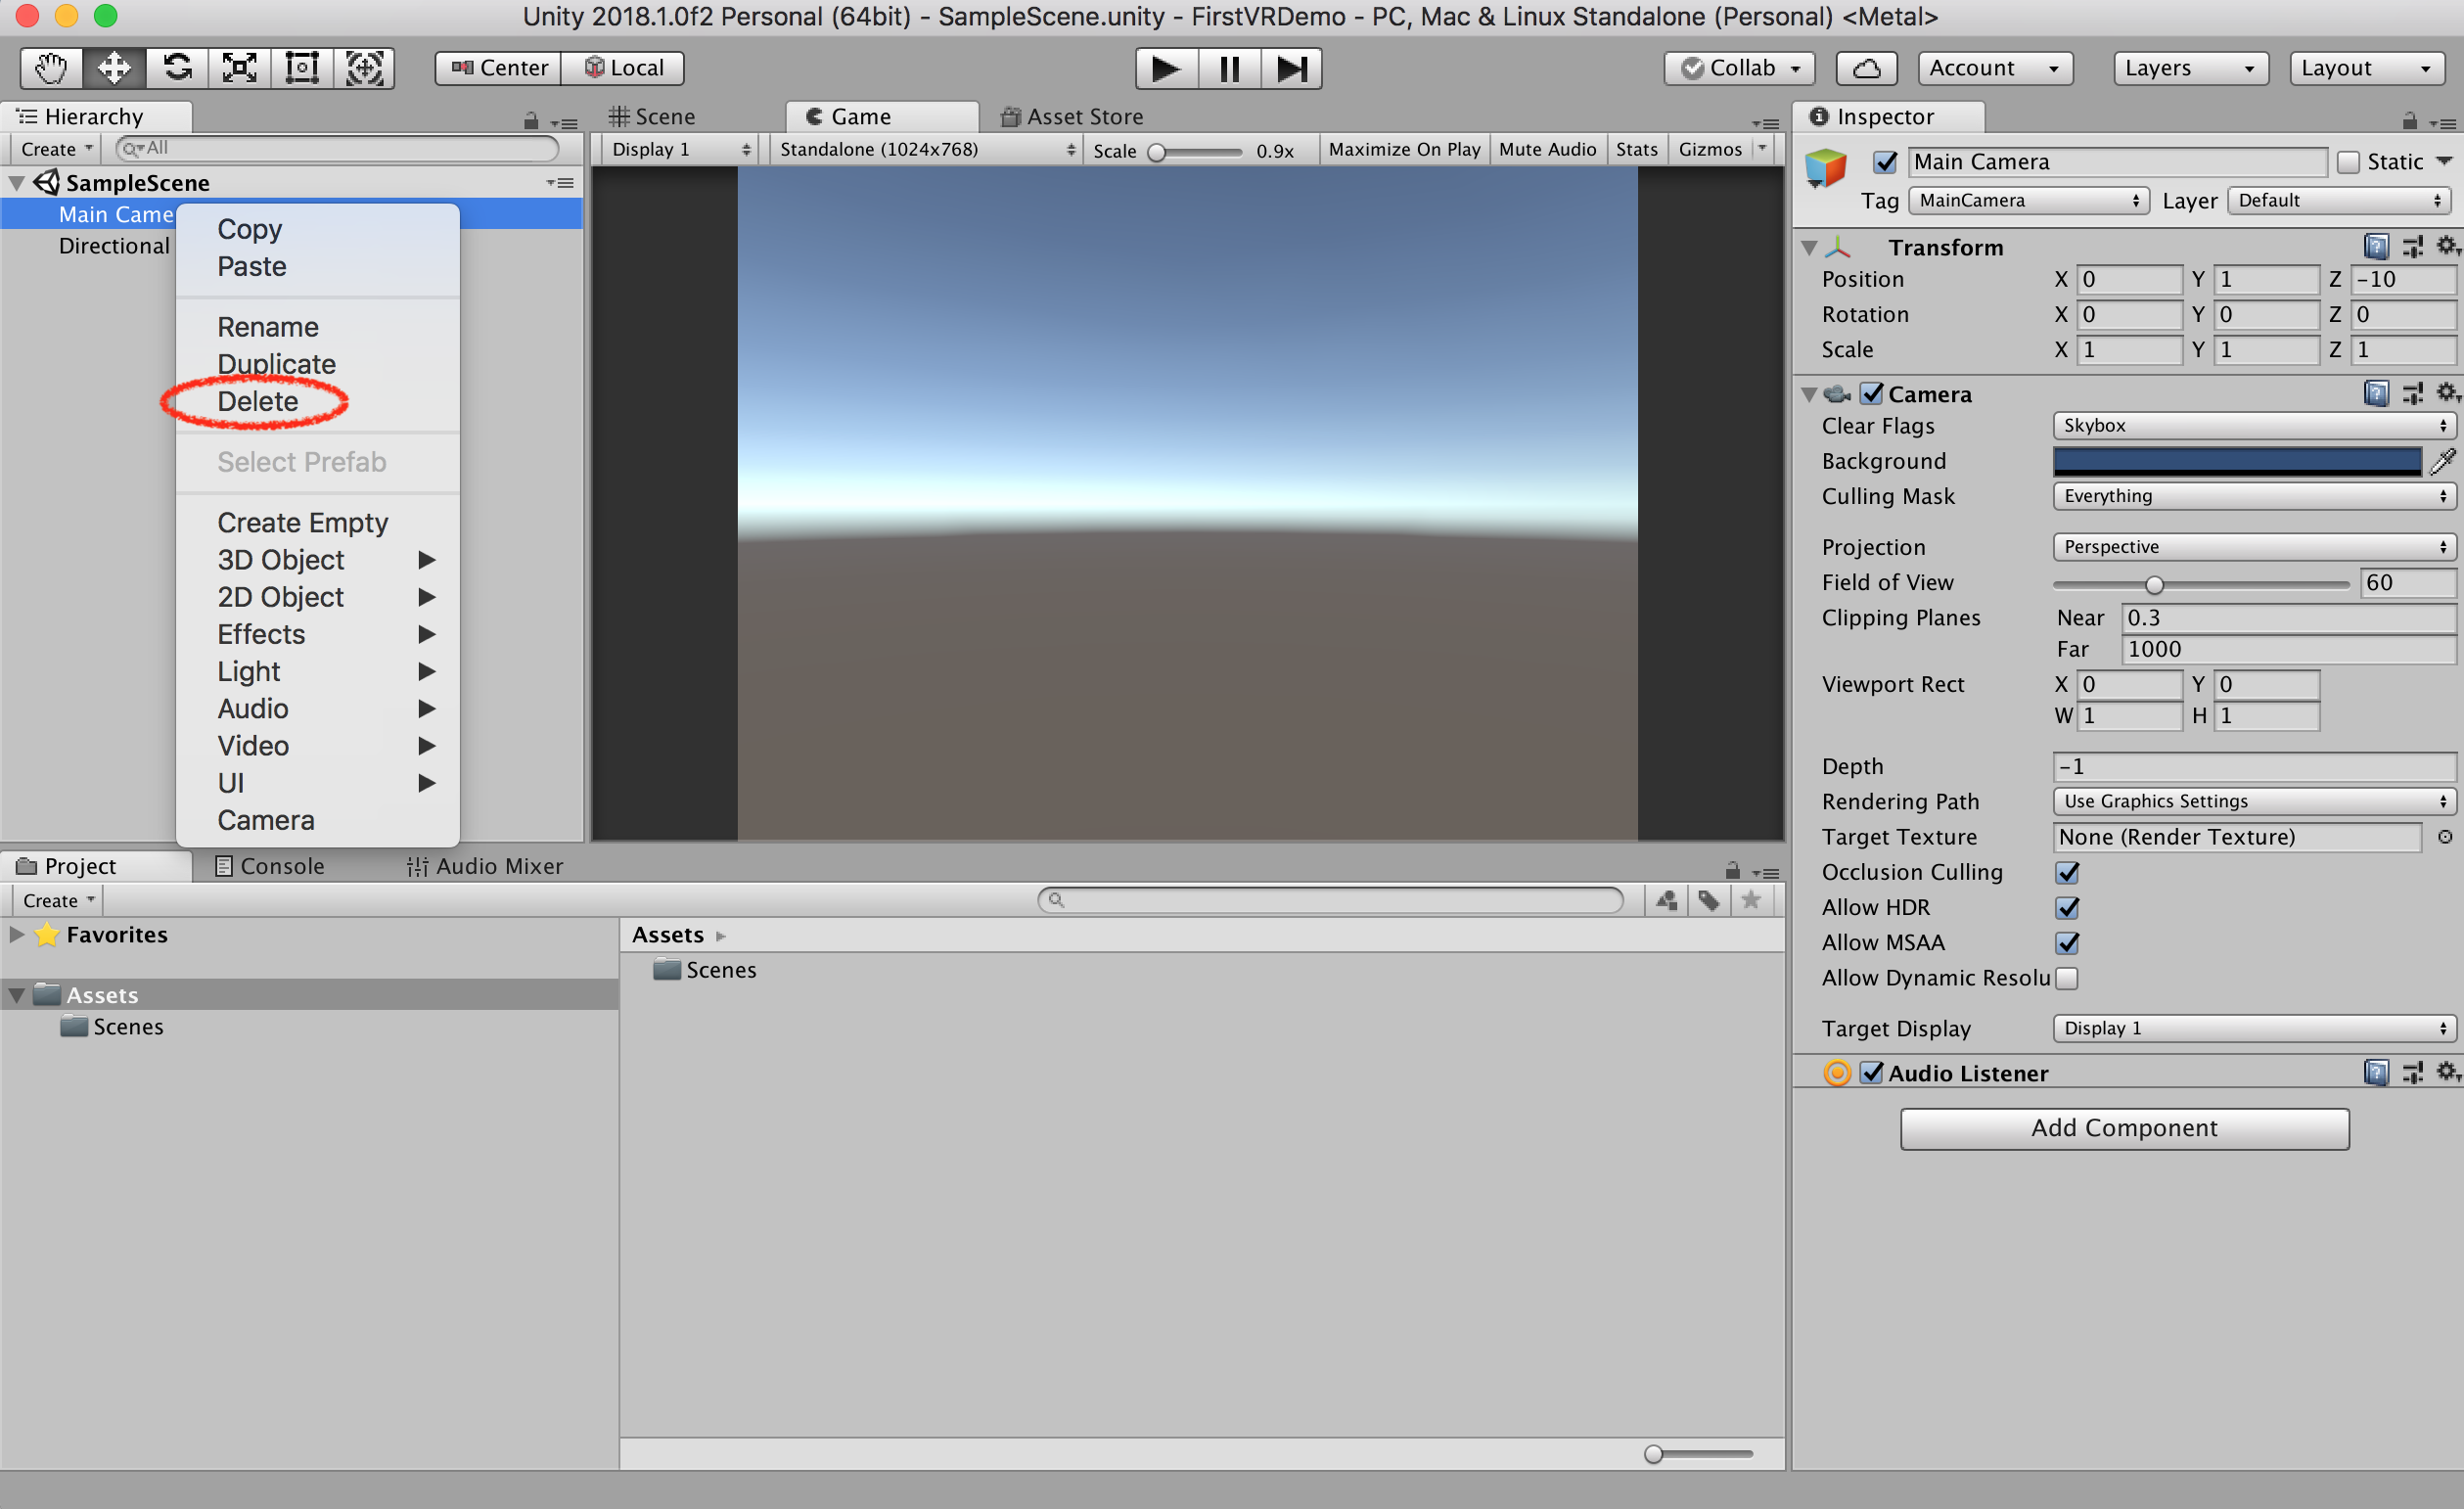 Unity 2018.1.0f2 Personal (64bit) - SampleScene.unity - FirstVRDemo - PC, Mac & Linux Standalone (Personal) <Metal>
Center Local Collab Account Layers Layout
Hierarchy
Create All
SampleScene
Main Came
Directional
Copy
Paste
Rename
Duplicate
Delete
Select Prefab
Create Empty
3D Object
2D Object
Effects
Light
Audio
Video
UI
Camera
Scene Game Asset Store
Display 1 Standalone (1024x768) Scale 0.9x Maximize On Play Mute Audio Stats Gizmos
Inspector
Main Camera Static
Tag MainCamera Layer Default
Transform
Position X 0 Y 1 Z -10
Rotation X 0 Y 0 Z 0
Scale X 1 Y 1 Z 1
Camera
Clear Flags Skybox
Background
Culling Mask Everything
Projection Perspective
Field of View 60
Clipping Planes Near 0.3
Far 1000
Viewport Rect X 0 Y 0
W 1 H 1
Depth -1
Rendering Path Use Graphics Settings
Target Texture None (Render Texture)
Occlusion Culling
Allow HDR
Allow MSAA
Allow Dynamic Resolu
Target Display Display 1
Audio Listener
Add Component
Project Console Audio Mixer
Create
Favorites
Assets
Scenes
Assets
Scenes